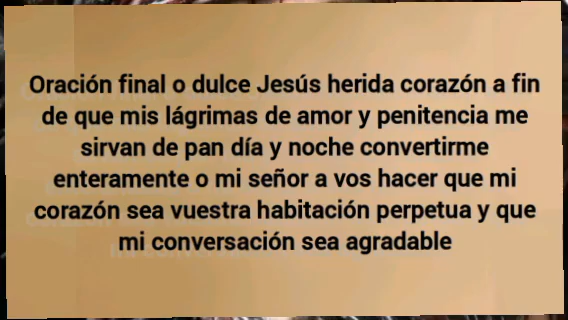 Oración final o dulce Jesús herida corazón a fin
de que mis lágrimas de amor y penitencia me
sirvan de pan día y noche convertirme
enteramente o mi señor a vos hacer que mi
corazón sea vuestra habitación perpetua y que
mi conversación sea agradable